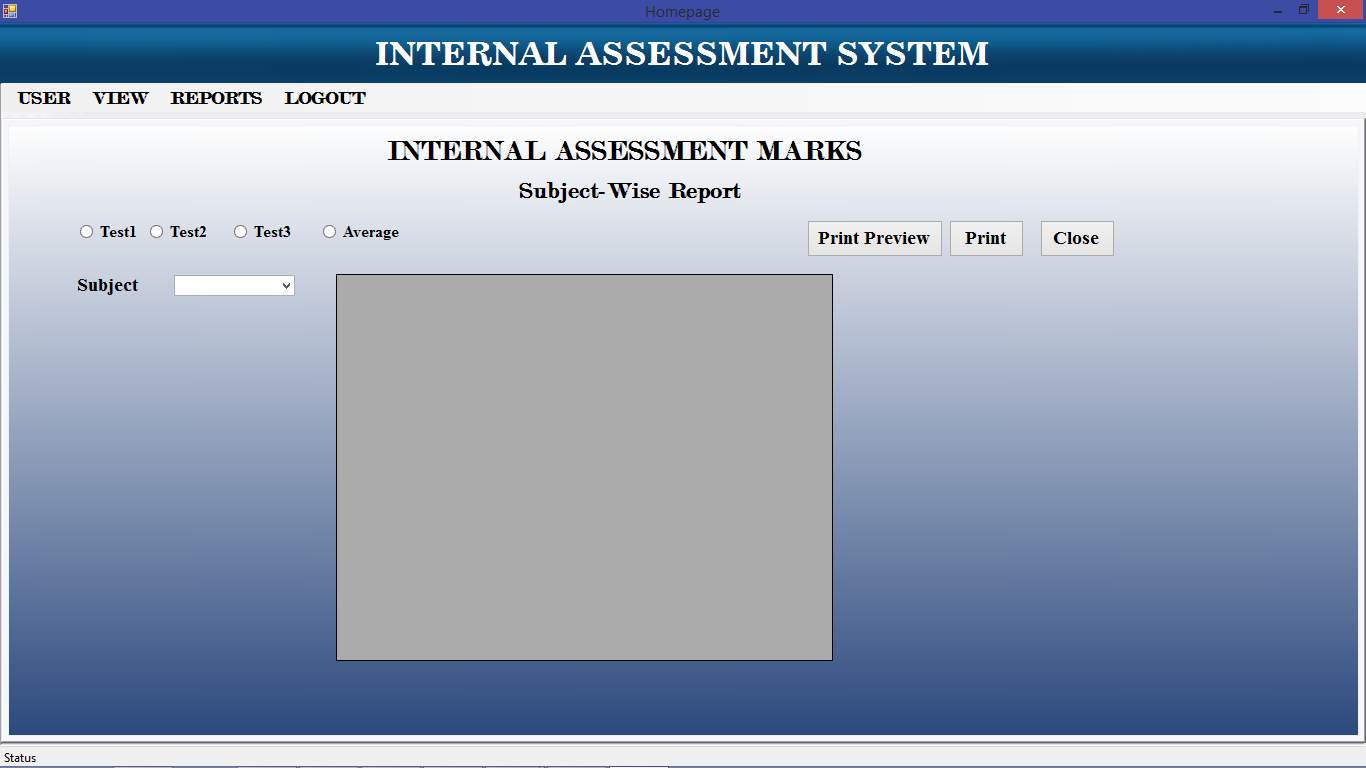 Homepage
INTERNAL ASSESSMENT SYSTEM
USER VIEW REPORTS LOGOUT
INTERNAL ASSESSMENT MARKS
Subject-Wise Report
Test1 Test2 Test3 Average Print Preview Print Close
Subject
Status